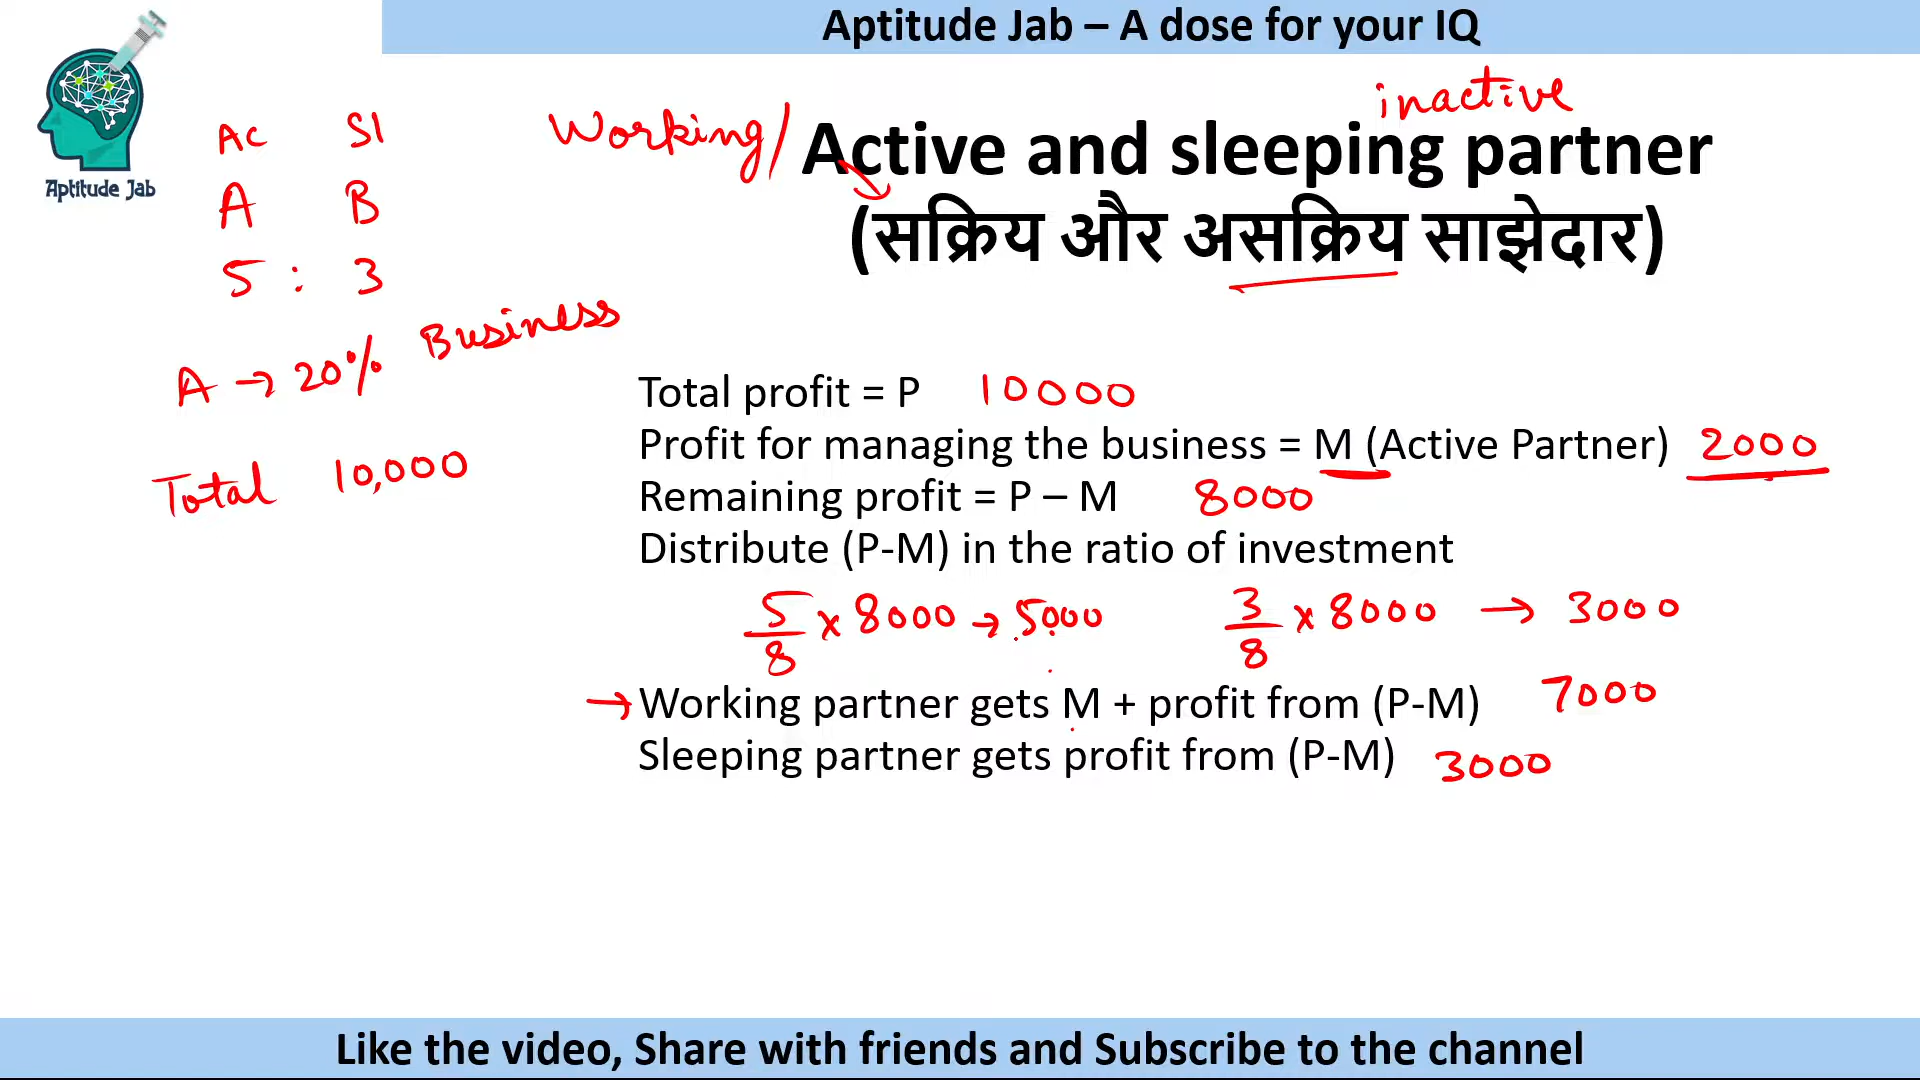 Aptitude Jab – A dose for your IQ
inactive
Ac Sl
Working/ Active and sleeping partner
Aptitude Jab
A B
(सक्रिय और असक्रिय साझेदार)
5 : 3
A → 20% Business
Total profit = P 10000
Profit for managing the business = M (Active Partner) 2000
Total 10,000
Remaining profit = P – M 8000
Distribute (P-M) in the ratio of investment
5/8 × 8000 → 5000 3/8 × 8000 → 3000
→ Working partner gets M + profit from (P-M) 7000
Sleeping partner gets profit from (P-M) 3000
Like the video, Share with friends and Subscribe to the channel